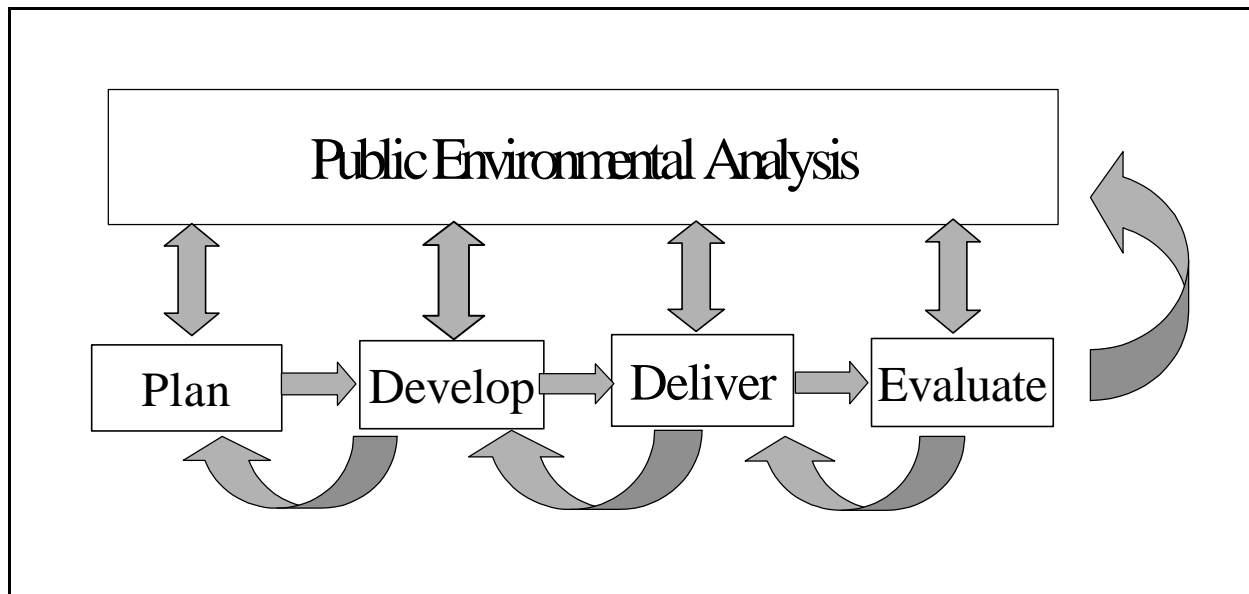 Public Environmental Analysis
Plan
Develop
Deliver
Evaluate